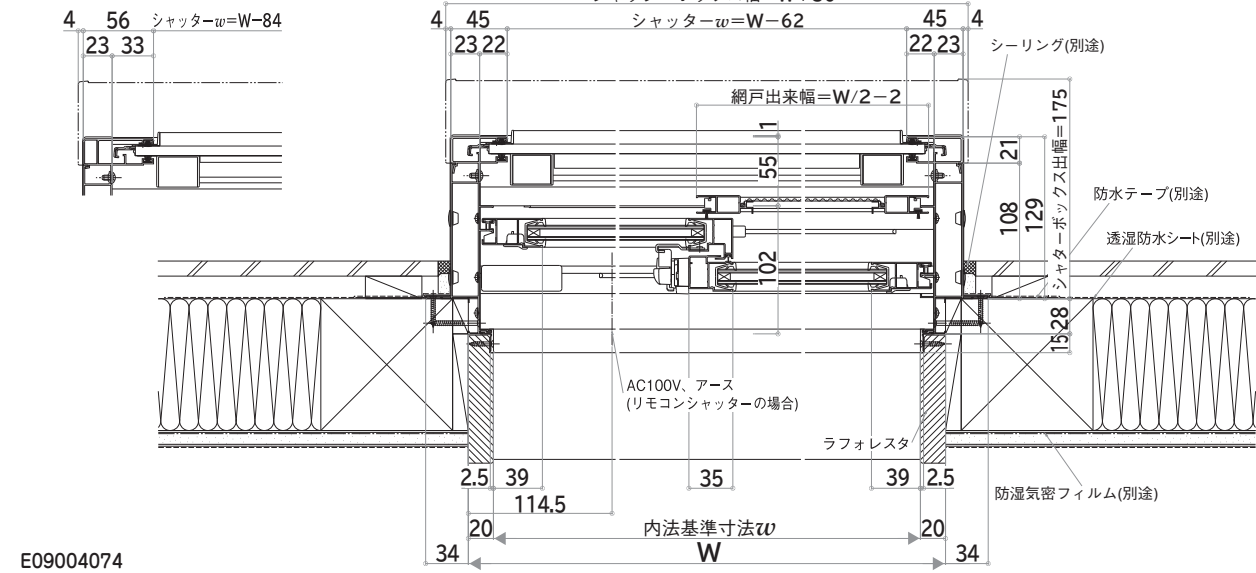 4 56 シャッターw=W-84
23 33
4 45 シャッターw=W-62 45 4
23 22 22 23
シーリング(別途)
網戸出来幅=W/2-2
1
55
102
21
108
129
シャッターボックス出幅=175
防水テープ(別途)
透湿防水シート(別途)
28
15
AC100V、アース
(リモコンシャッターの場合)
ラフォレスタ
防湿気密フィルム(別途)
2.5 39 35 39 2.5
114.5
20 内法基準寸法w 20
34 W 34
E09004074